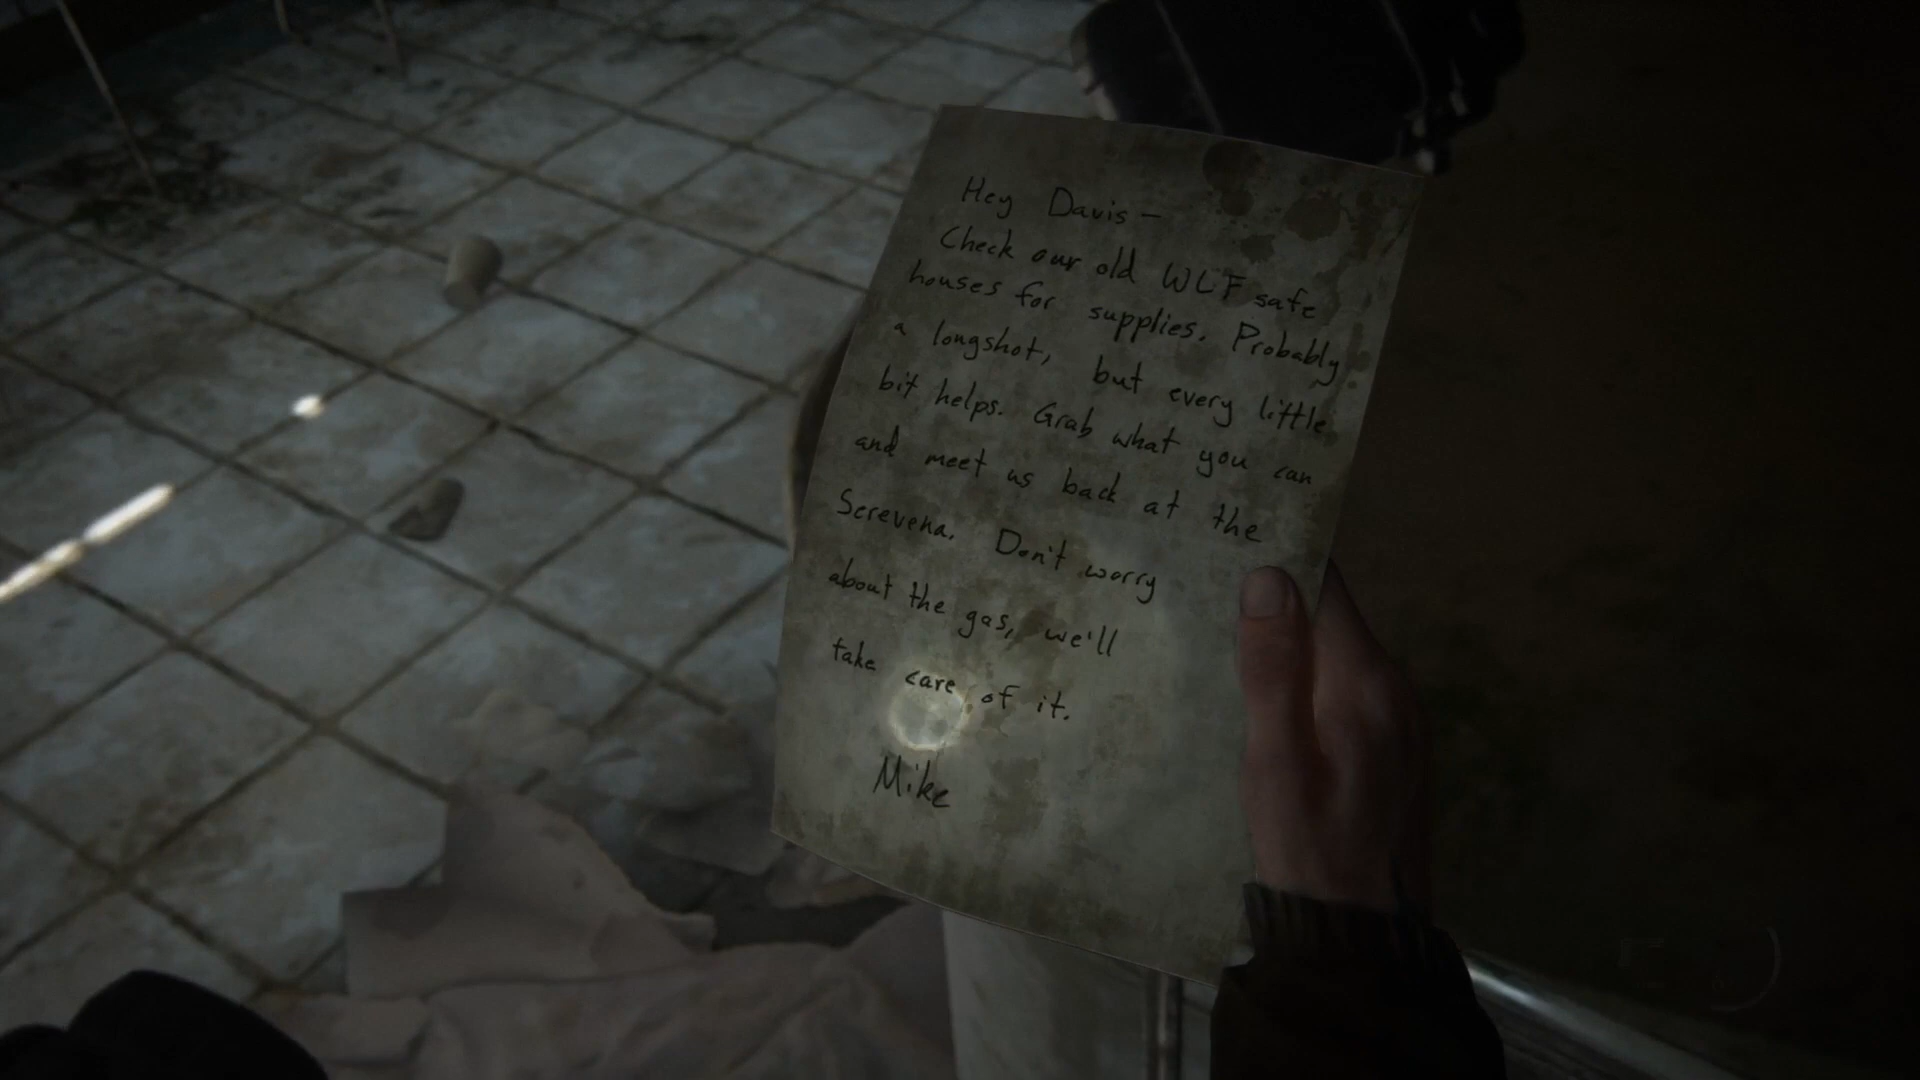 Hey Davis –
Check our old WLF safe
houses for supplies. Probably
a longshot, but every little
bit helps. Grab what you can
and meet us back at the
Serevena. Don't worry
about the gas, we'll
take care of it.
Mike